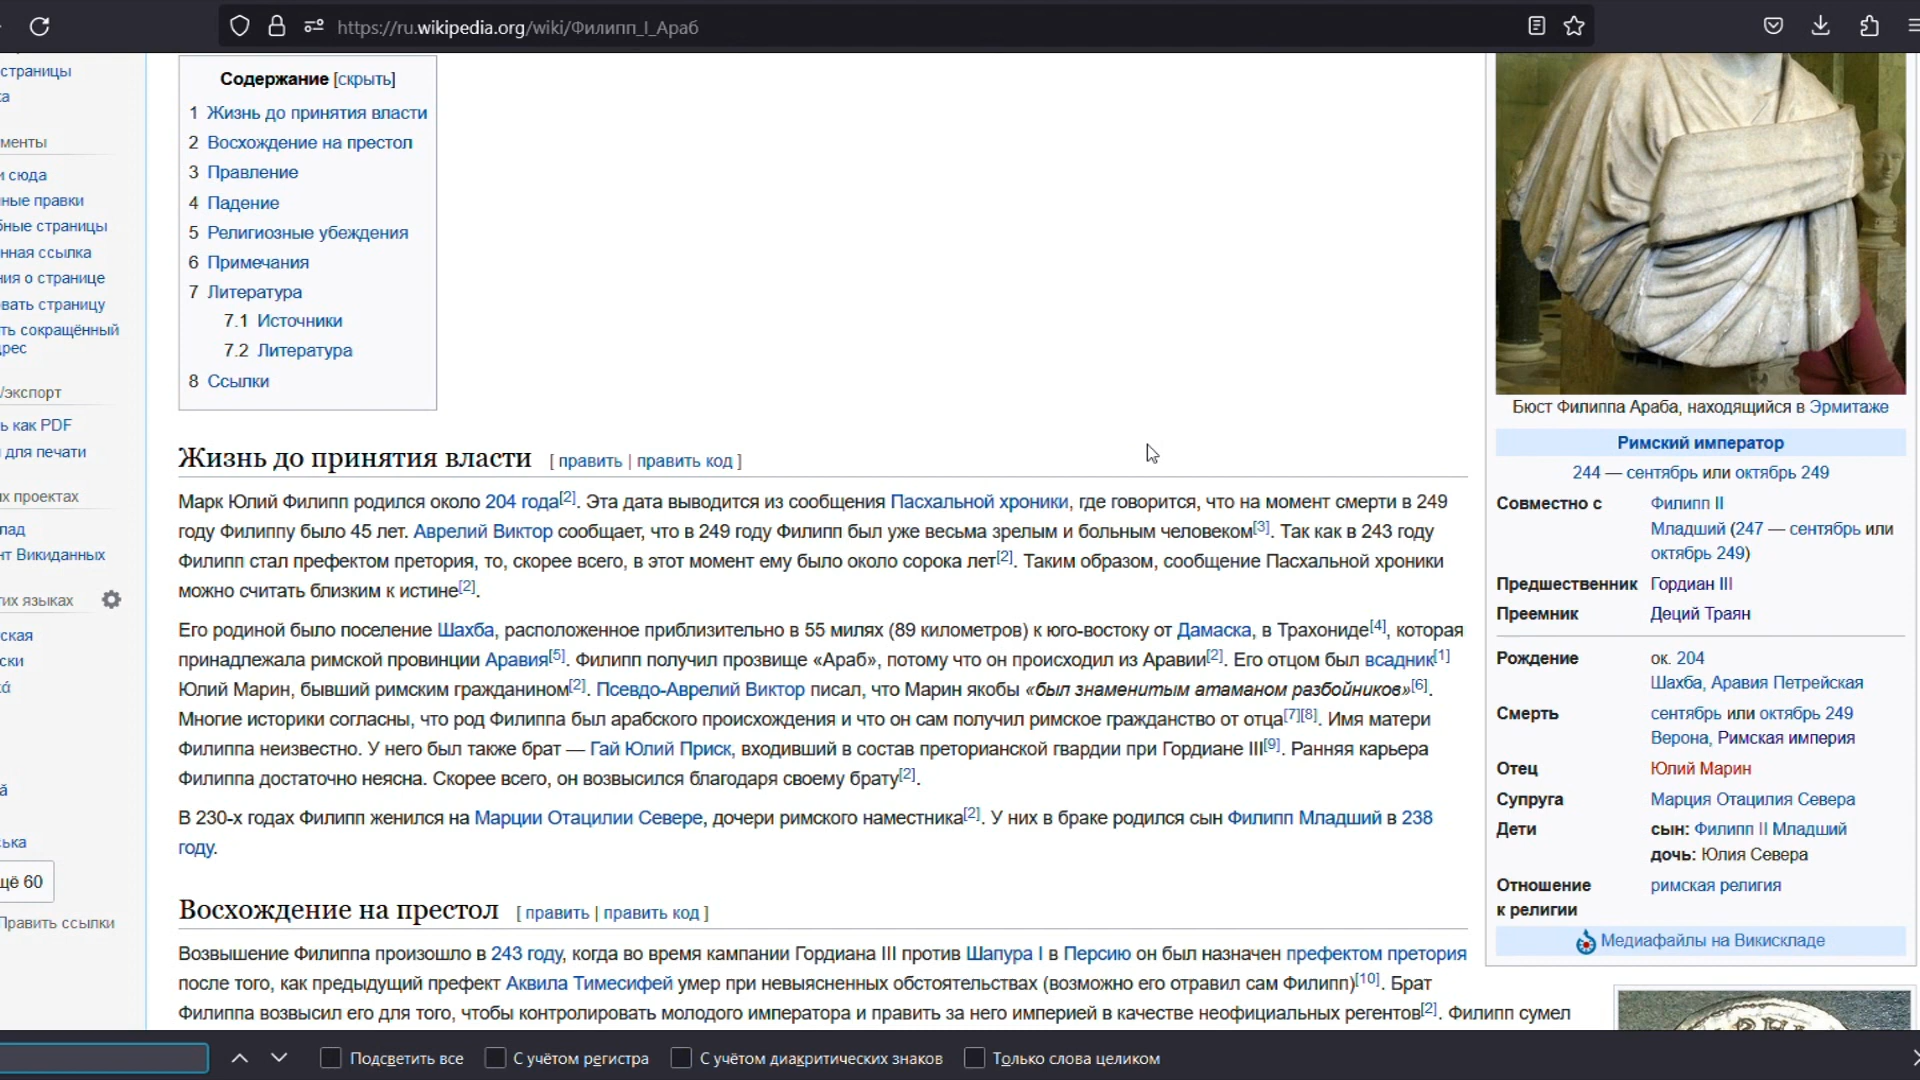 https://ru.wikipedia.org/wiki/Филипп_I_Араб
страницы
ка
менты
и сюда
ные правки
бные страницы
нная ссылка
ния о странице
вать страницу
ть сокращённый
рес
/экспорт
ь как PDF
для печати
х проектах
лад
нт Викиданных
гих языках
ская
ски
ká
ă
ська
щё 60
Править ссылки
Содержание [скрыть]
1 Жизнь до принятия власти
2 Восхождение на престол
3 Правление
4 Падение
5 Религиозные убеждения
6 Примечания
7 Литература
7.1 Источники
7.2 Литература
8 Ссылки
Жизнь до принятия власти [ править | править код ]
Марк Юлий Филипп родился около 204 года[2]. Эта дата выводится из сообщения Пасхальной хроники, где говорится, что на момент смерти в 249
году Филиппу было 45 лет. Аврелий Виктор сообщает, что в 249 году Филипп был уже весьма зрелым и больным человеком[3]. Так как в 243 году
Филипп стал префектом претория, то, скорее всего, в этот момент ему было около сорока лет[2]. Таким образом, сообщение Пасхальной хроники
можно считать близким к истине[2].
Его родиной было поселение Шахба, расположенное приблизительно в 55 милях (89 километров) к юго-востоку от Дамаска, в Трахониде[4], которая
принадлежала римской провинции Аравия[5]. Филипп получил прозвище «Араб», потому что он происходил из Аравии[2]. Его отцом был всадник[1]
Юлий Марин, бывший римским гражданином[2]. Псевдо-Аврелий Виктор писал, что Марин якобы «был знаменитым атаманом разбойников»[6].
Многие историки согласны, что род Филиппа был арабского происхождения и что он сам получил римское гражданство от отца[7][8]. Имя матери
Филиппа неизвестно. У него был также брат — Гай Юлий Приск, входивший в состав преторианской гвардии при Гордиане III[9]. Ранняя карьера
Филиппа достаточно неясна. Скорее всего, он возвысился благодаря своему брату[2].
В 230-х годах Филипп женился на Марции Отацилии Севере, дочери римского наместника[2]. У них в браке родился сын Филипп Младший в 238
году.
Восхождение на престол [ править | править код ]
Возвышение Филиппа произошло в 243 году, когда во время кампании Гордиана III против Шапура I в Персию он был назначен префектом претория
после того, как предыдущий префект Аквила Тимесифей умер при невыясненных обстоятельствах (возможно его отравил сам Филипп)[10]. Брат
Филиппа возвысил его для того, чтобы контролировать молодого императора и править за него империей в качестве неофициальных регентов[2]. Филипп сумел
Бюст Филиппа Араба, находящийся в Эрмитаже
Римский император
244 — сентябрь или октябрь 249
Совместно с Филипп II
Младший (247 — сентябрь или
октябрь 249)
Предшественник Гордиан III
Преемник Деций Траян
Рождение ок. 204
Шахба, Аравия Петрейская
Смерть сентябрь или октябрь 249
Верона, Римская империя
Отец Юлий Марин
Супруга Марция Отацилия Севера
Дети сын: Филипп II Младший
дочь: Юлия Севера
Отношение римская религия
к религии
Медиафайлы на Викискладе
Подсветить все С учётом регистра С учётом диакритических знаков Только слова целиком